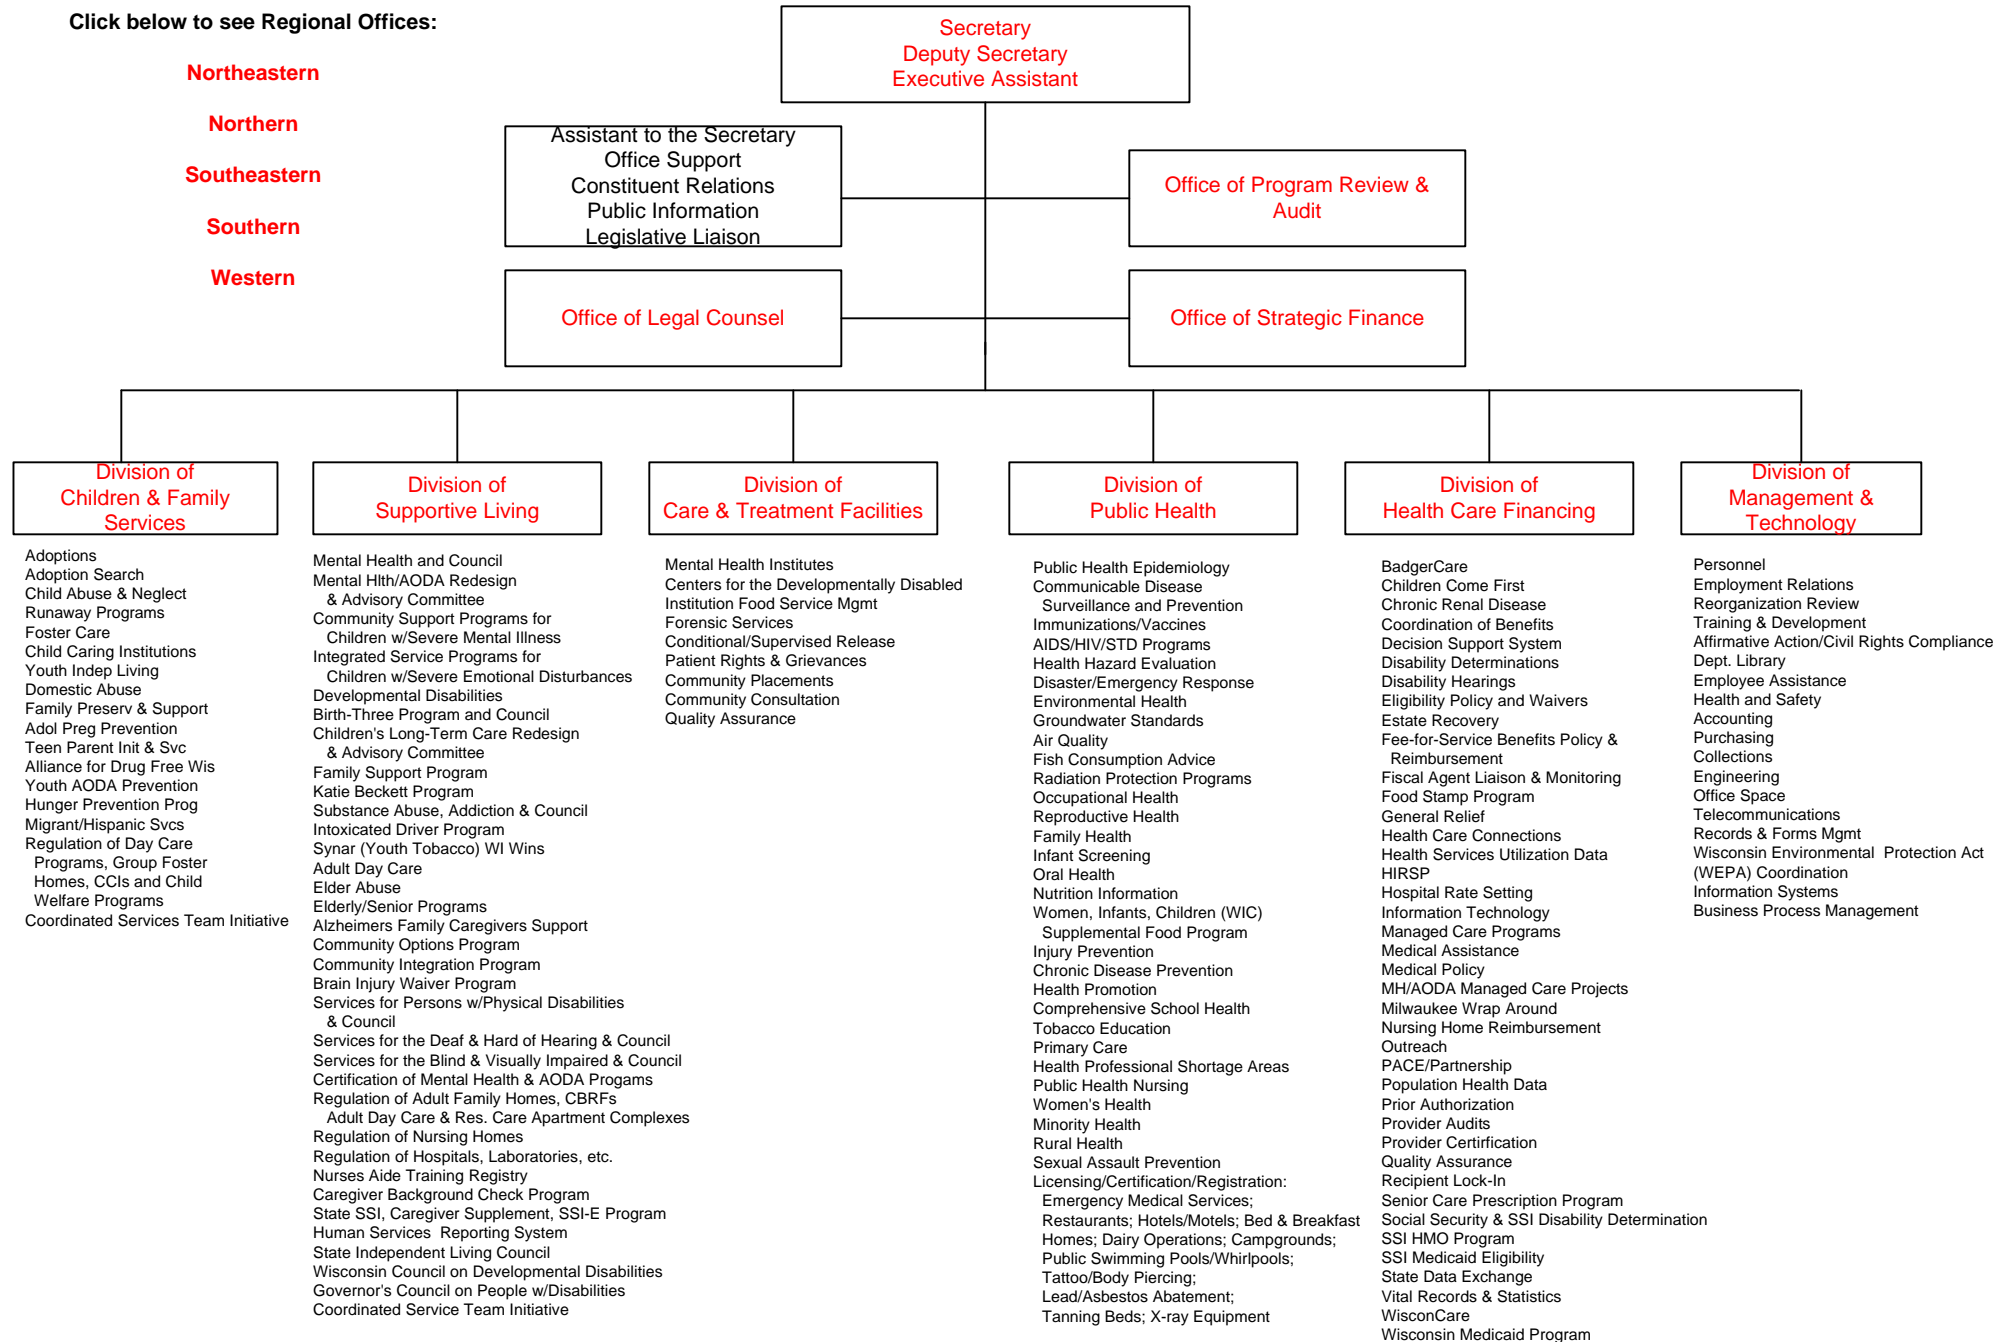 Click below to see Regional Offices:
Northeastern
Northern
Southeastern
Southern
Western
Secretary
Deputy Secretary
Executive Assistant
Assistant to the Secretary
Office Support
Constituent Relations
Public Information
Legislative Liaison
Office of Program Review &
Audit
Office of Legal Counsel
Office of Strategic Finance
Division of
Children & Family
Services
Adoptions
Adoption Search
Child Abuse & Neglect
Runaway Programs
Foster Care
Child Caring Institutions
Youth Indep Living
Domestic Abuse
Family Preserv & Support
Adol Preg Prevention
Teen Parent Init & Svc
Alliance for Drug Free Wis
Youth AODA Prevention
Hunger Prevention Prog
Migrant/Hispanic Svcs
Regulation of Day Care
Programs, Group Foster
Homes, CCIs and Child
Welfare Programs
Coordinated Services Team Initiative
Division of
Supportive Living
Mental Health and Council
Mental Hlth/AODA Redesign
& Advisory Committee
Community Support Programs for
Children w/Severe Mental Illness
Integrated Service Programs for
Children w/Severe Emotional Disturbances
Developmental Disabilities
Birth-Three Program and Council
Children's Long-Term Care Redesign
& Advisory Committee
Family Support Program
Katie Beckett Program
Substance Abuse, Addiction & Council
Intoxicated Driver Program
Synar (Youth Tobacco) WI Wins
Adult Day Care
Elder Abuse
Elderly/Senior Programs
Alzheimers Family Caregivers Support
Community Options Program
Community Integration Program
Brain Injury Waiver Program
Services for Persons w/Physical Disabilities
& Council
Services for the Deaf & Hard of Hearing & Council
Services for the Blind & Visually Impaired & Council
Certification of Mental Health & AODA Progams
Regulation of Adult Family Homes, CBRFs
Adult Day Care & Res. Care Apartment Complexes
Regulation of Nursing Homes
Regulation of Hospitals, Laboratories, etc.
Nurses Aide Training Registry
Caregiver Background Check Program
State SSI, Caregiver Supplement, SSI-E Program
Human Services Reporting System
State Independent Living Council
Wisconsin Council on Developmental Disabilities
Governor's Council on People w/Disabilities
Coordinated Service Team Initiative
Division of
Care & Treatment Facilities
Mental Health Institutes
Centers for the Developmentally Disabled
Institution Food Service Mgmt
Forensic Services
Conditional/Supervised Release
Patient Rights & Grievances
Community Placements
Community Consultation
Quality Assurance
Division of
Public Health
Public Health Epidemiology
Communicable Disease
Surveillance and Prevention
Immunizations/Vaccines
AIDS/HIV/STD Programs
Health Hazard Evaluation
Disaster/Emergency Response
Environmental Health
Groundwater Standards
Air Quality
Fish Consumption Advice
Radiation Protection Programs
Occupational Health
Reproductive Health
Family Health
Infant Screening
Oral Health
Nutrition Information
Women, Infants, Children (WIC)
Supplemental Food Program
Injury Prevention
Chronic Disease Prevention
Health Promotion
Comprehensive School Health
Tobacco Education
Primary Care
Health Professional Shortage Areas
Public Health Nursing
Women's Health
Minority Health
Rural Health
Sexual Assault Prevention
Licensing/Certification/Registration:
Emergency Medical Services;
Restaurants; Hotels/Motels; Bed & Breakfast
Homes; Dairy Operations; Campgrounds;
Public Swimming Pools/Whirlpools;
Tattoo/Body Piercing;
Lead/Asbestos Abatement;
Tanning Beds; X-ray Equipment
Division of
Health Care Financing
BadgerCare
Children Come First
Chronic Renal Disease
Coordination of Benefits
Decision Support System
Disability Determinations
Disability Hearings
Eligibility Policy and Waivers
Estate Recovery
Fee-for-Service Benefits Policy &
Reimbursement
Fiscal Agent Liaison & Monitoring
Food Stamp Program
General Relief
Health Care Connections
Health Services Utilization Data
HIRSP
Hospital Rate Setting
Information Technology
Managed Care Programs
Medical Assistance
Medical Policy
MH/AODA Managed Care Projects
Milwaukee Wrap Around
Nursing Home Reimbursement
Outreach
PACE/Partnership
Population Health Data
Prior Authorization
Provider Audits
Provider Certirfication
Quality Assurance
Recipient Lock-In
Senior Care Prescription Program
Social Security & SSI Disability Determination
SSI HMO Program
SSI Medicaid Eligibility
State Data Exchange
Vital Records & Statistics
WisconCare
Wisconsin Medicaid Program
Division of
Management &
Technology
Personnel
Employment Relations
Reorganization Review
Training & Development
Affirmative Action/Civil Rights Compliance
Dept. Library
Employee Assistance
Health and Safety
Accounting
Purchasing
Collections
Engineering
Office Space
Telecommunications
Records & Forms Mgmt
Wisconsin Environmental Protection Act
(WEPA) Coordination
Information Systems
Business Process Management